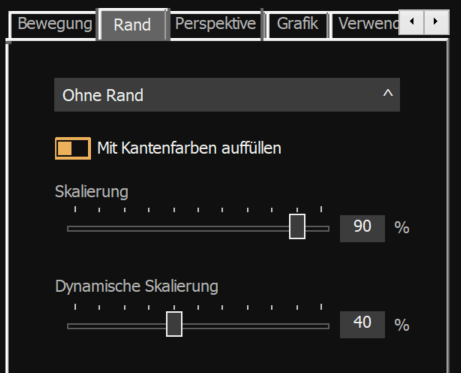 Bewegung Rand Perspektive Grafik Verwend
Ohne Rand
Mit Kantenfarben auffüllen
Skalierung
90 %
Dynamische Skalierung
40 %